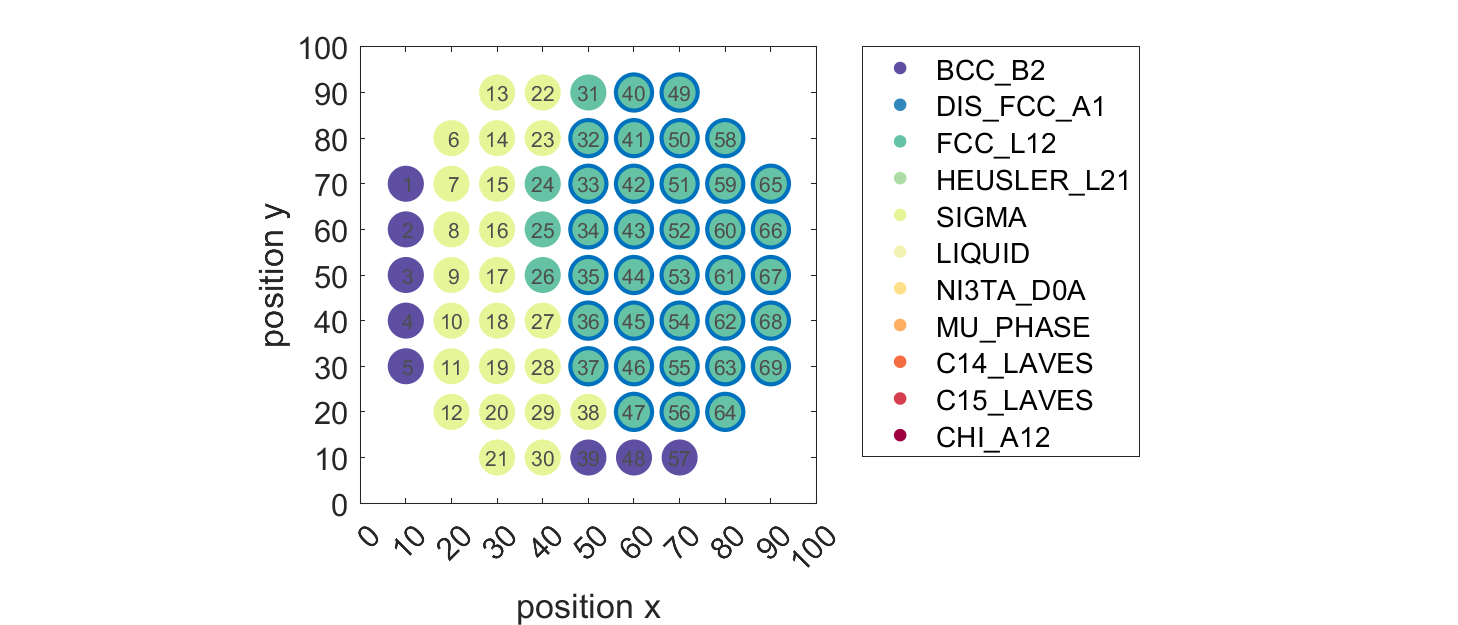 100
90
80
70
60
50
40
30
20
10
0
position y
13 22 31 40 49
6 14 23 32 41 50 58
1 7 15 24 33 42 51 59 65
2 8 16 25 34 43 52 60 66
3 9 17 26 35 44 53 61 67
4 10 18 27 36 45 54 62 68
5 11 19 28 37 46 55 63 69
12 20 29 38 47 56 64
21 30 39 48 57
0 10 20 30 40 50 60 70 80 90 100
position x
BCC_B2
DIS_FCC_A1
FCC_L12
HEUSLER_L21
SIGMA
LIQUID
NI3TA_D0A
MU_PHASE
C14_LAVES
C15_LAVES
CHI_A12